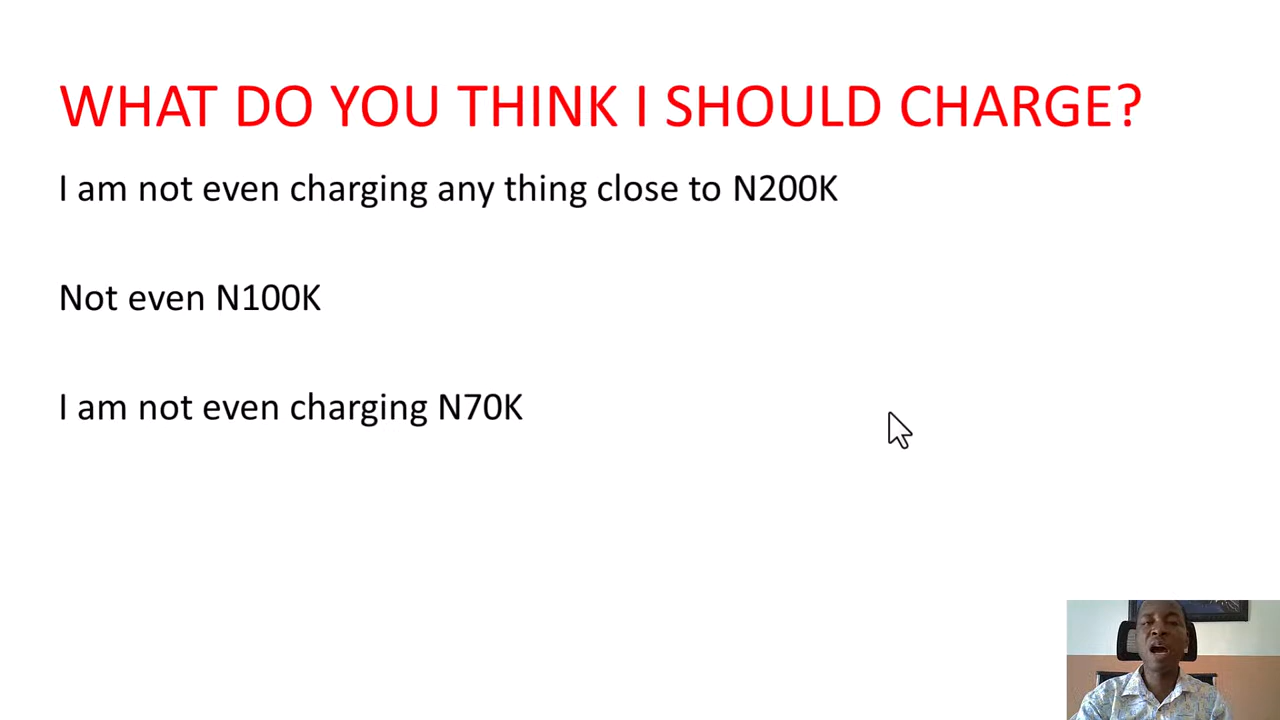 WHAT DO YOU THINK I SHOULD CHARGE?
I am not even charging any thing close to N200K
Not even N100K
I am not even charging N70K